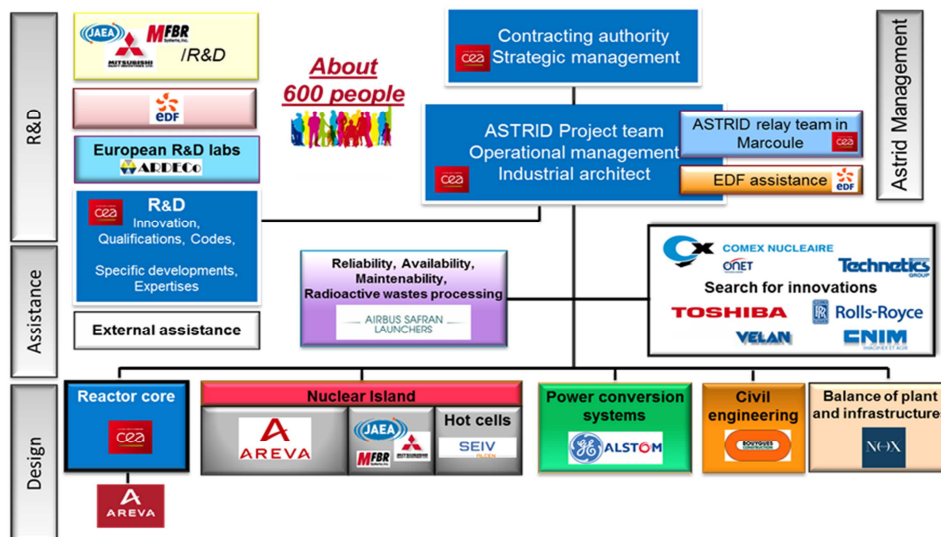 R&D
Assistance
Design
Astrid Management
JAEA
MFBR
Systems, Inc.
MITSUBISHI
/R&D
eDF
European R&D labs
ARDECo
cea
R&D
Innovation,
Qualifications, Codes,
Specific developments,
Expertises
External assistance
About
600 people
Contracting authority
cea
Strategic management
ASTRID Project team
Operational management
cea
Industrial architect
ASTRID relay team in
Marcoule
cea
EDF assistance
eDF
Reliability, Availability,
Maintenability,
Radioactive wastes processing
AIRBUS SAFRAN
LAUNCHERS
COMEX NUCLEAIRE
ONET
Technetics
GROUP
Search for innovations
TOSHIBA
Rolls-Royce
VELAN
CNIM
Reactor core
cea
AREVA
Nuclear Island
AREVA
JAEA
MFBR
MITSUBISHI
Hot cells
SEIV
Power conversion
systems
GE
ALSTOM
Civil
engineering
BOUYGUES
Balance of plant
and infrastructure
NOX